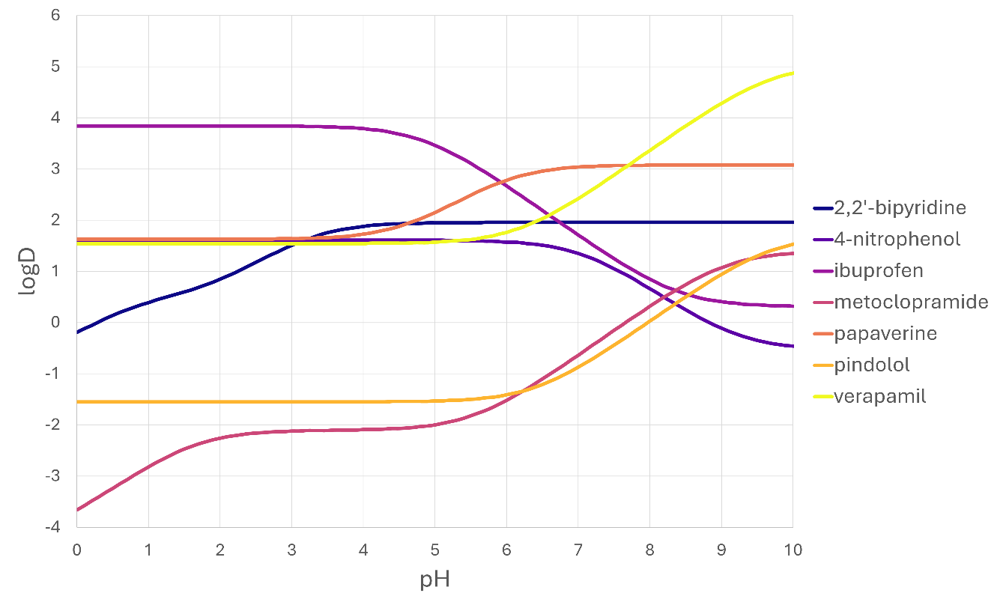 6
5
4
3
2
1
0
-1
-2
-3
-4
logD
0 1 2 3 4 5 6 7 8 9 10
pH
2,2'-bipyridine
4-nitrophenol
ibuprofen
metoclopramide
papaverine
pindolol
verapamil